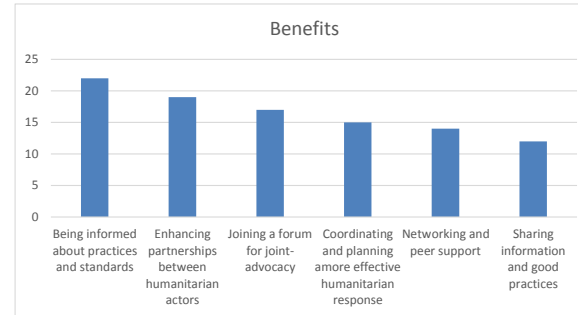 Benefits
25
20
15
10
5
0
Being informed
about practices
and standards
Enhancing
partnerships
between
humanitarian
actors
Joining a forum
for joint-
advocacy
Coordinating
and planning
amore effective
humanitarian
response
Networking and
peer support
Sharing
information
and good
practices